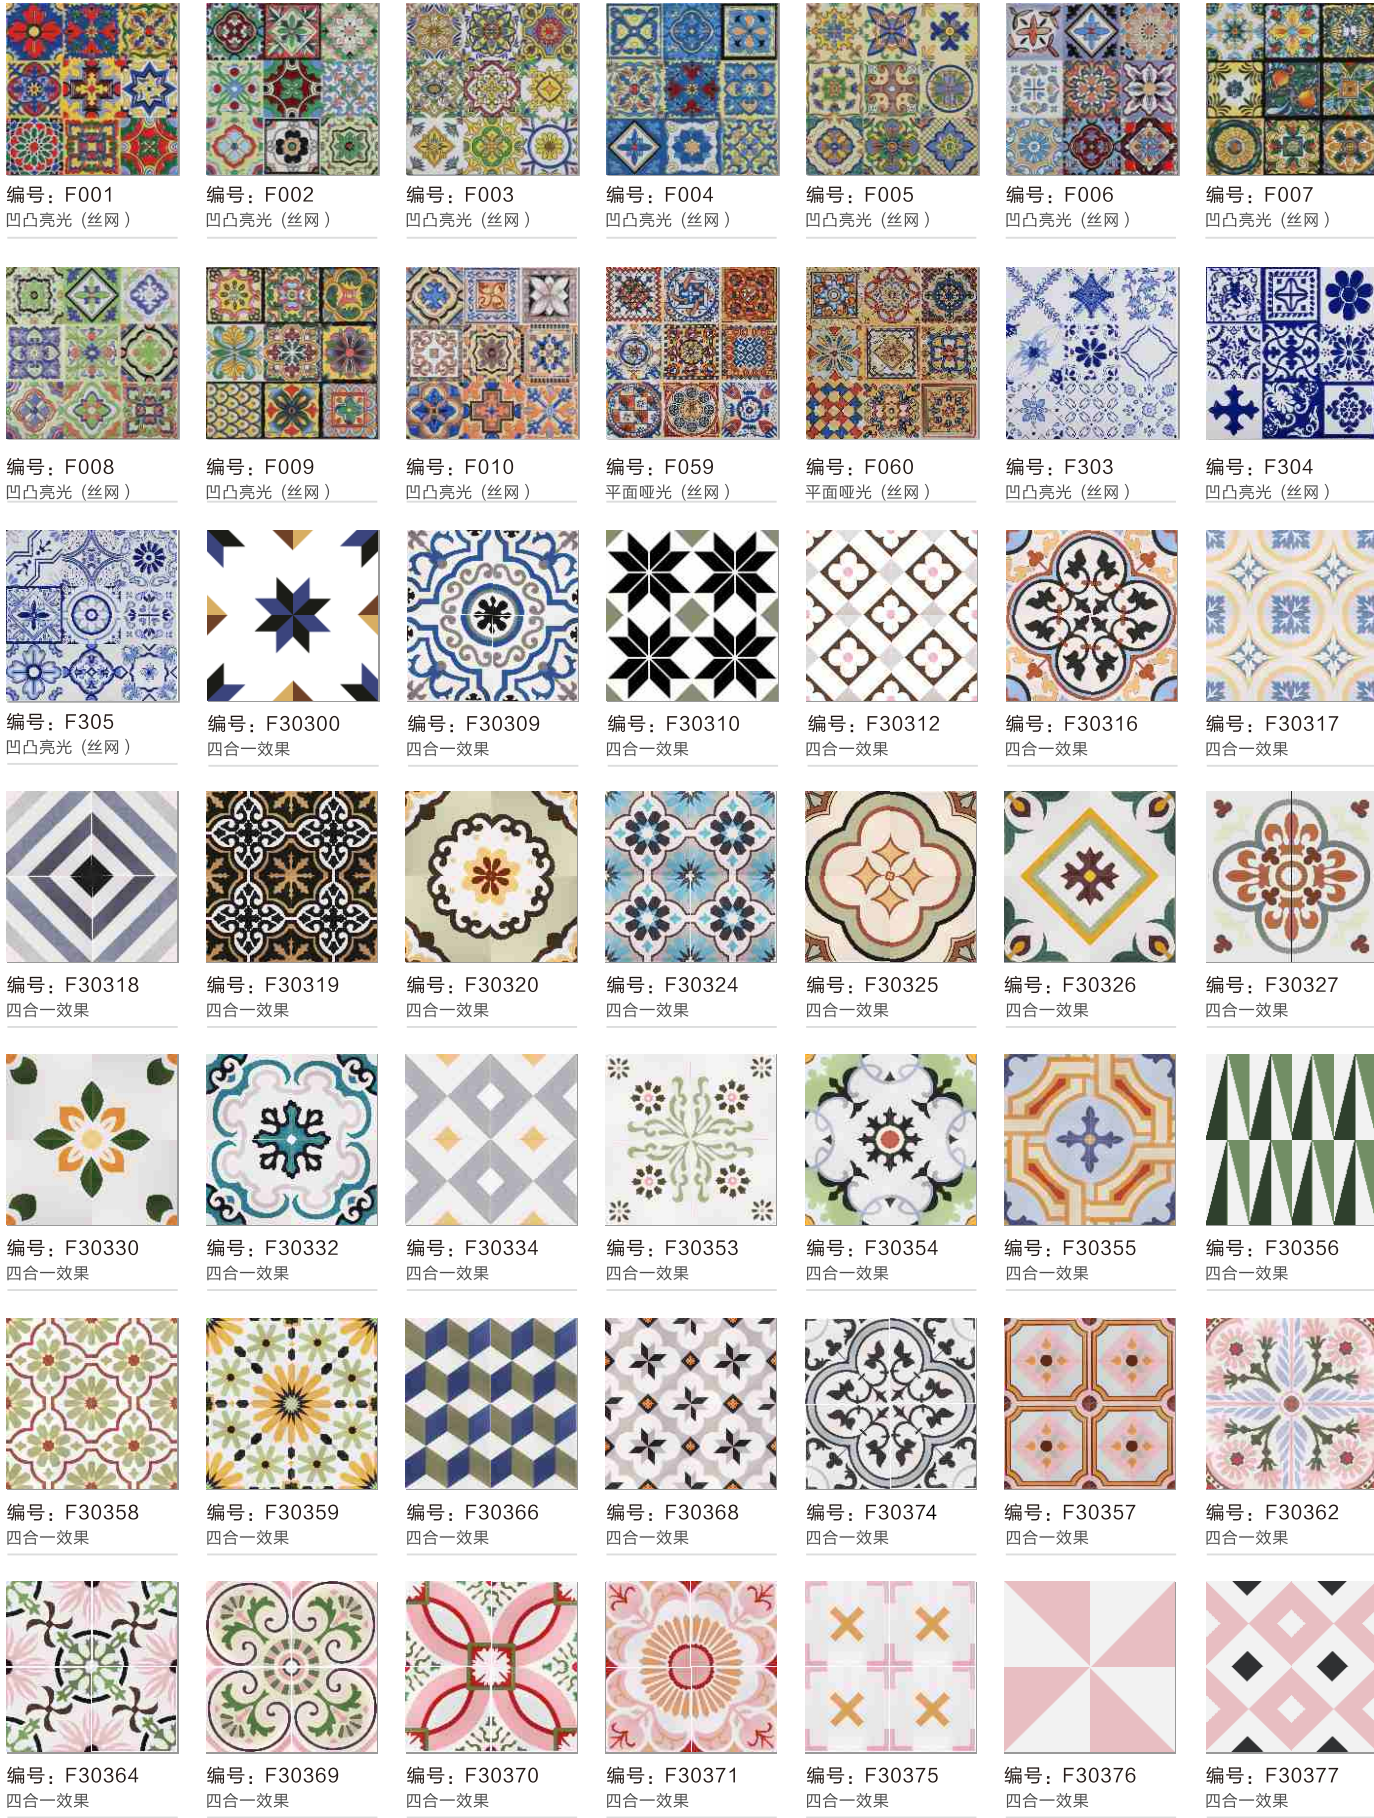 编号：F001
凹凸亮光 (丝网 )
编号：F002
凹凸亮光 (丝网 )
编号：F003
凹凸亮光 (丝网 )
编号：F004
凹凸亮光 (丝网 )
编号：F005
凹凸亮光 (丝网 )
编号：F006
凹凸亮光 (丝网 )
编号：F007
凹凸亮光 (丝网 )
编号：F008
凹凸亮光 (丝网 )
编号：F009
凹凸亮光 (丝网 )
编号：F010
凹凸亮光 (丝网 )
编号：F059
平面哑光 (丝网 )
编号：F060
平面哑光 (丝网 )
编号：F303
凹凸亮光 (丝网 )
编号：F304
凹凸亮光 (丝网 )
编号：F305
凹凸亮光 (丝网 )
编号：F30300
四合一效果
编号：F30309
四合一效果
编号：F30310
四合一效果
编号：F30312
四合一效果
编号：F30316
四合一效果
编号：F30317
四合一效果
编号：F30318
四合一效果
编号：F30319
四合一效果
编号：F30320
四合一效果
编号：F30324
四合一效果
编号：F30325
四合一效果
编号：F30326
四合一效果
编号：F30327
四合一效果
编号：F30330
四合一效果
编号：F30332
四合一效果
编号：F30334
四合一效果
编号：F30353
四合一效果
编号：F30354
四合一效果
编号：F30355
四合一效果
编号：F30356
四合一效果
编号：F30358
四合一效果
编号：F30359
四合一效果
编号：F30366
四合一效果
编号：F30368
四合一效果
编号：F30374
四合一效果
编号：F30357
四合一效果
编号：F30362
四合一效果
编号：F30364
四合一效果
编号：F30369
四合一效果
编号：F30370
四合一效果
编号：F30371
四合一效果
编号：F30375
四合一效果
编号：F30376
四合一效果
编号：F30377
四合一效果